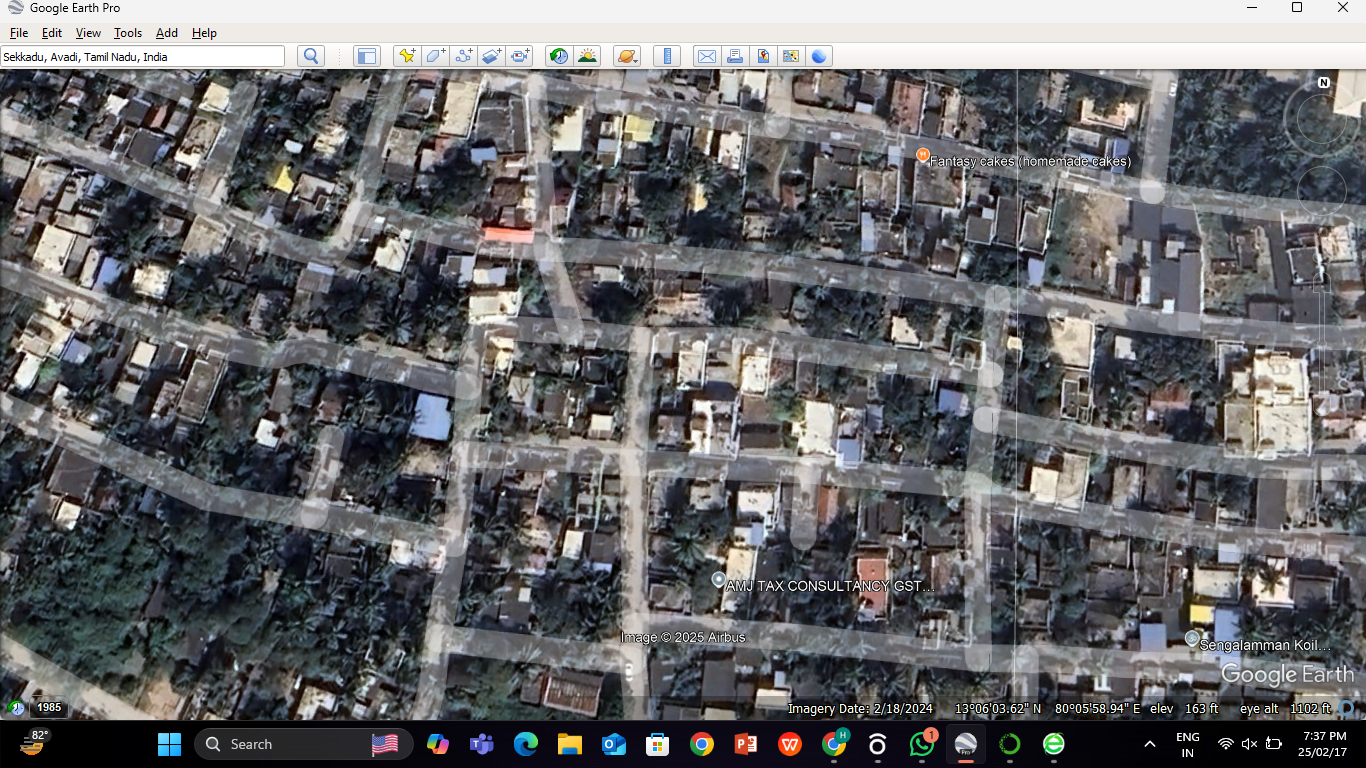 Google Earth Pro
File Edit View Tools Add Help
Sekkadu, Avadi, Tamil Nadu, India
N
Fantasy cakes (homemade cakes)
AMJ TAX CONSULTANCY GST...
Image © 2025 Airbus
Sengalamman Koil...
Google Earth
1985
Imagery Date: 2/18/2024 13°06'03.62" N 80°05'58.94" E elev 163 ft eye alt 1102 ft
82°
Search
H
1
Pro
ENG
IN
7:37 PM
25/02/17